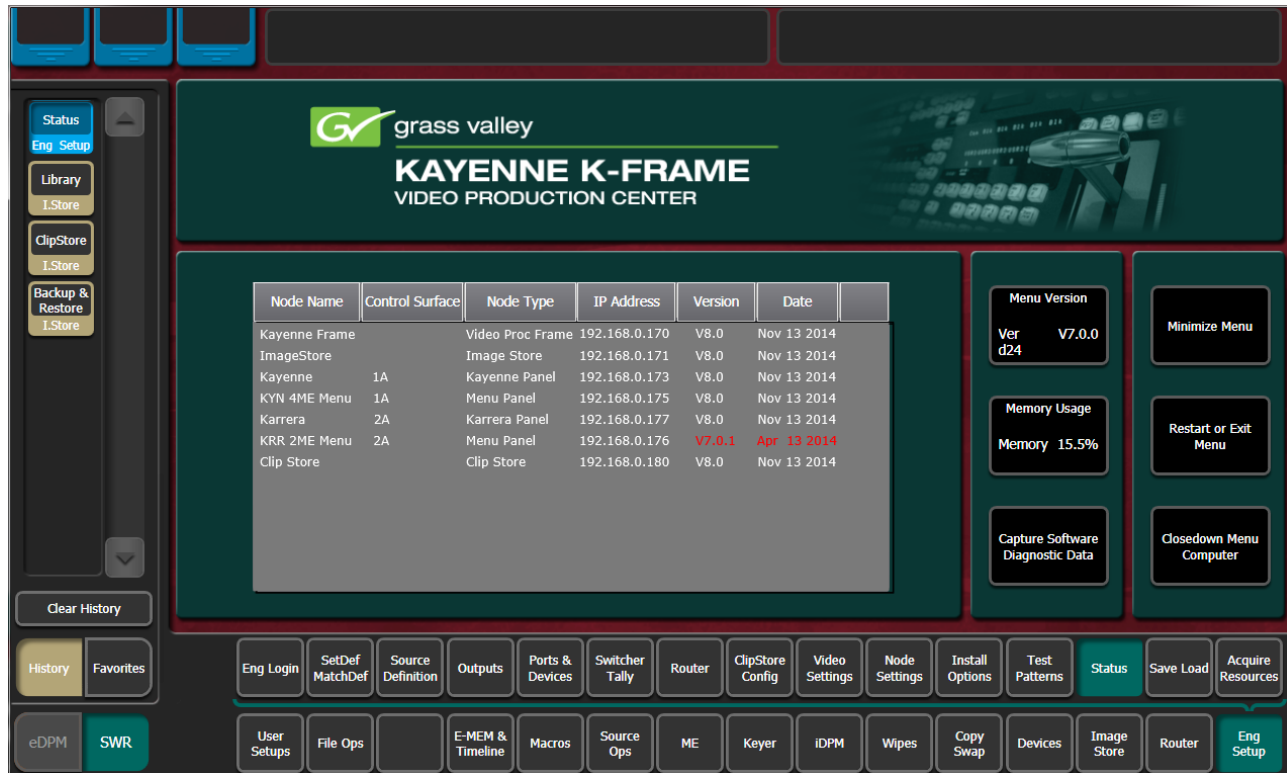 Status
Eng Setup
Library
I.Store
ClipStore
I.Store
Backup &
Restore
I.Store
Clear History
History
Favorites
eDPM
SWR
GV
grass valley
KAYENNE K-FRAME
VIDEO PRODUCTION CENTER
Node Name Control Surface Node Type IP Address Version Date
Kayenne Frame Video Proc Frame 192.168.0.170 V8.0 Nov 13 2014
ImageStore Image Store 192.168.0.171 V8.0 Nov 13 2014
Kayenne 1A Kayenne Panel 192.168.0.173 V8.0 Nov 13 2014
KYN 4ME Menu 1A Menu Panel 192.168.0.175 V8.0 Nov 13 2014
Karrera 2A Karrera Panel 192.168.0.177 V8.0 Nov 13 2014
KRR 2ME Menu 2A Menu Panel 192.168.0.176 V7.0.1 Apr 13 2014
Clip Store Clip Store 192.168.0.180 V8.0 Nov 13 2014
Menu Version
Ver V7.0.0
d24
Memory Usage
Memory 15.5%
Capture Software
Diagnostic Data
Minimize Menu
Restart or Exit
Menu
Closedown Menu
Computer
Eng Login
SetDef
MatchDef
Source
Definition
Outputs
Ports &
Devices
Switcher
Tally
Router
ClipStore
Config
Video
Settings
Node
Settings
Install
Options
Test
Patterns
Status
Save Load
Acquire
Resources
User
Setups
File Ops
E-MEM &
Timeline
Macros
Source
Ops
ME
Keyer
iDPM
Wipes
Copy
Swap
Devices
Image
Store
Router
Eng
Setup